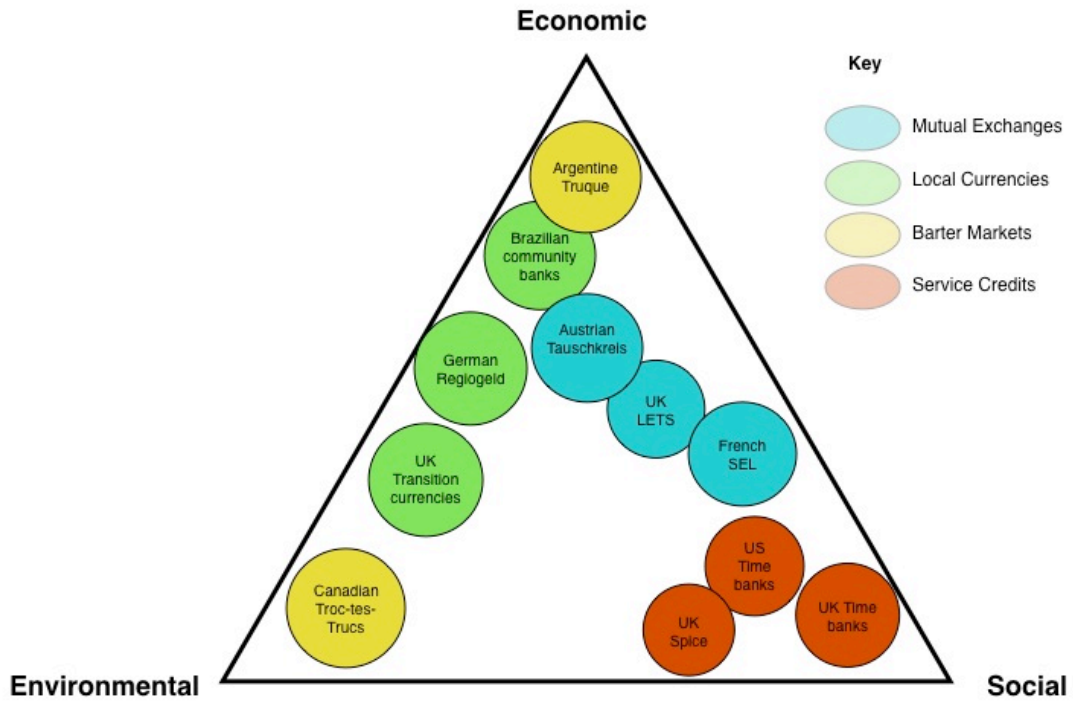 Economic
Key
Mutual Exchanges
Local Currencies
Barter Markets
Service Credits
Argentine
Truque
Brazilian
community
banks
Austrian
Tauschkreis
German
Regiogeld
UK
LETS
French
SEL
UK
Transition
currencies
US
Time
banks
Canadian
Troc-tes-
Trucs
UK
Spice
UK Time
banks
Environmental
Social